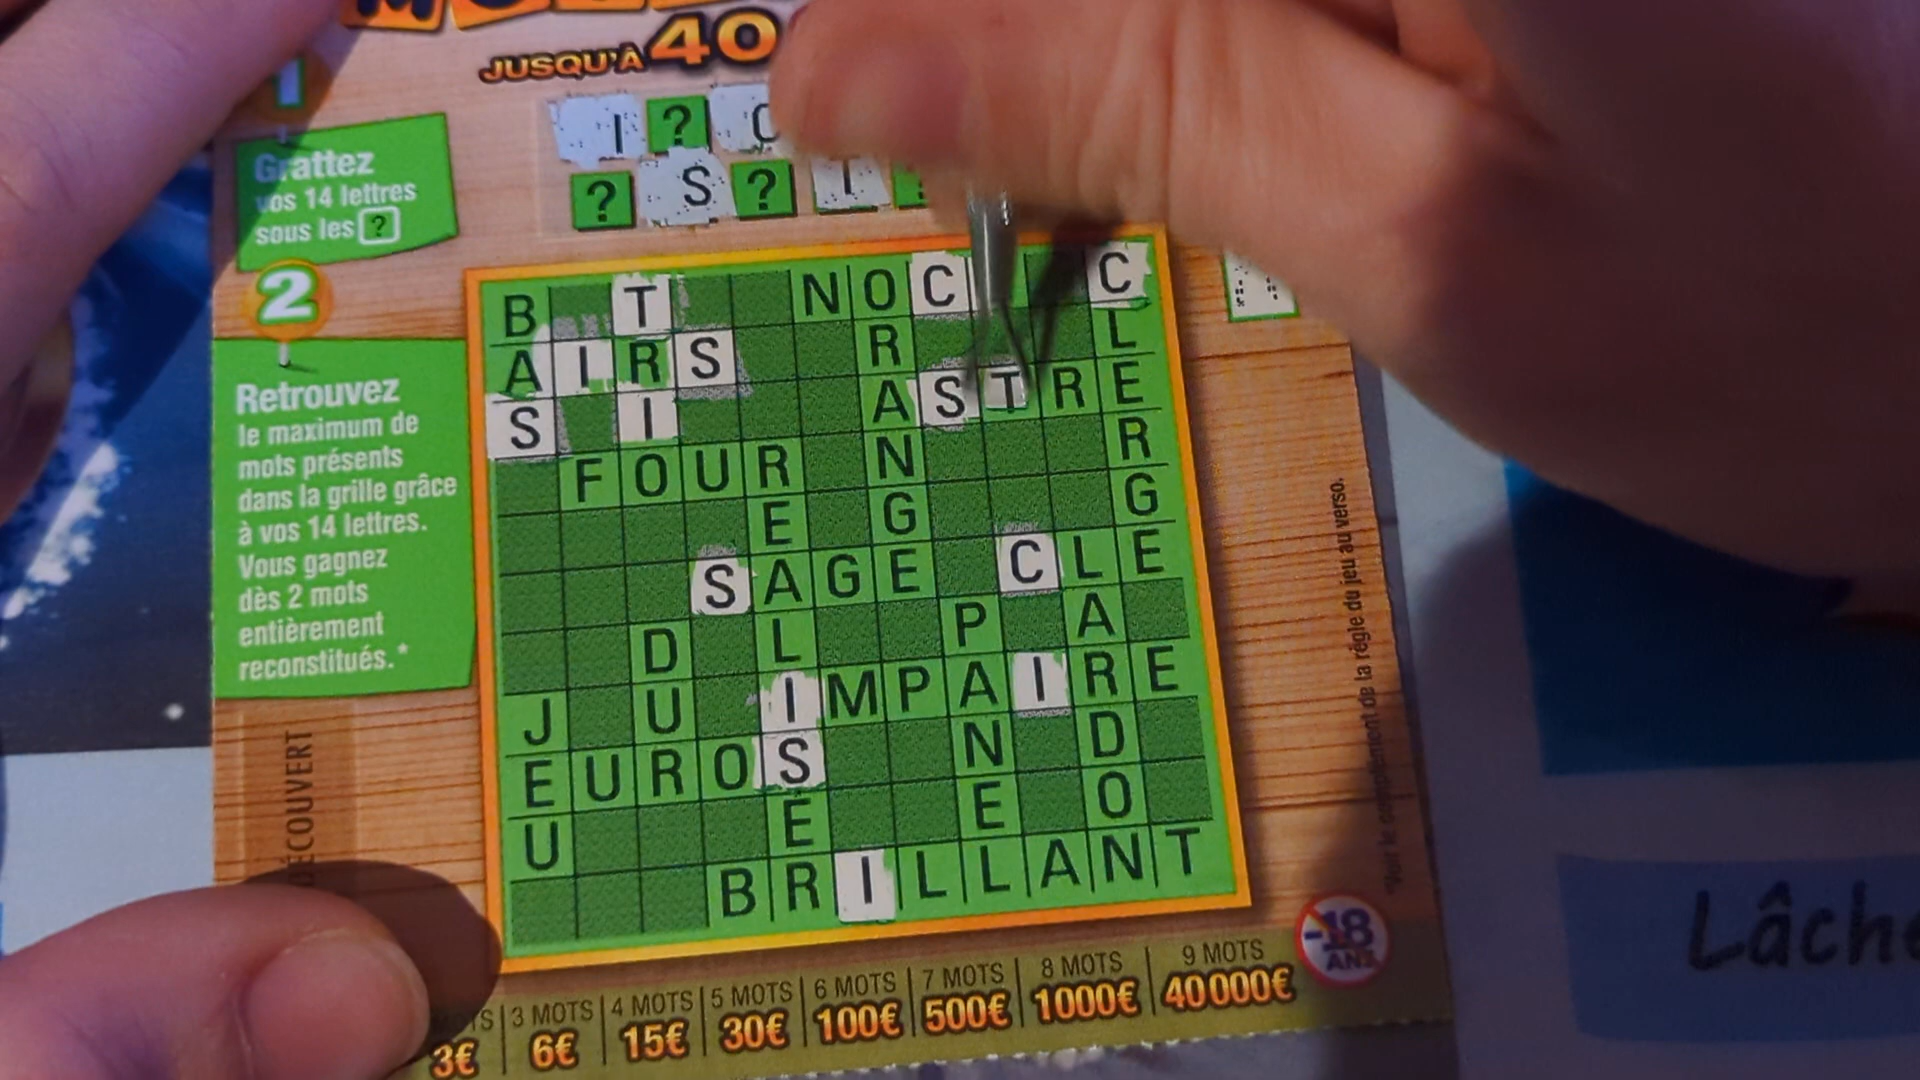 JUSQU'À 40
1
I ? C
? S ? I
Grattez
vos 14 lettres
sous les ?
2
Retrouvez
le maximum de
mots présents
dans la grille grâce
à vos 14 lettres.
Vous gagnez
dès 2 mots
entièrement
reconstitués.*
B T N O C C
A I R S R L
S I A S T R E
F O U R N R
E G G
S A G E C L E
D L P A
J U I M P A I R E
E U R O S N D
U E E O
B R I L L A N T
DÉCOUVERT
*Voir le complément de la règle du jeu au verso.
-18
ANS
3 MOTS 4 MOTS 5 MOTS 6 MOTS 7 MOTS 8 MOTS 9 MOTS
3€ 6€ 15€ 30€ 100€ 500€ 1000€ 40 000€